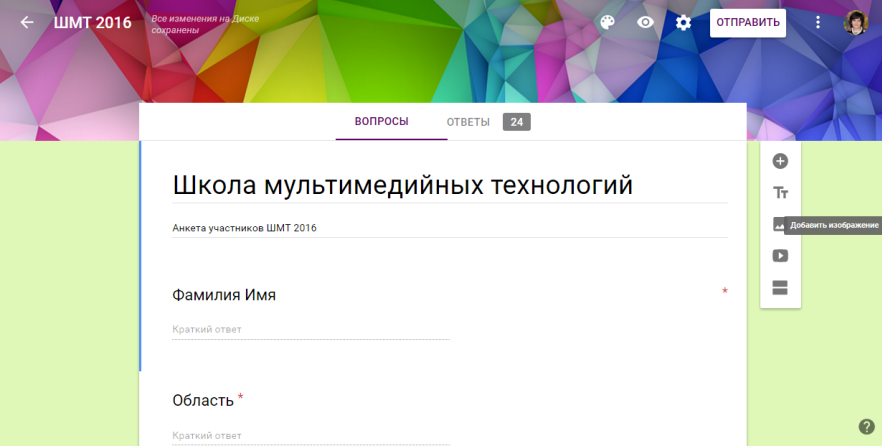 ШМТ 2016
Все изменения на Диске
сохранены
ОТПРАВИТЬ
ВОПРОСЫ
ОТВЕТЫ 24
Школа мультимедийных технологий
Анкета участников ШМТ 2016
Тт
Добавить изображение
Фамилия Имя *
Краткий ответ
Область *
Краткий ответ
?